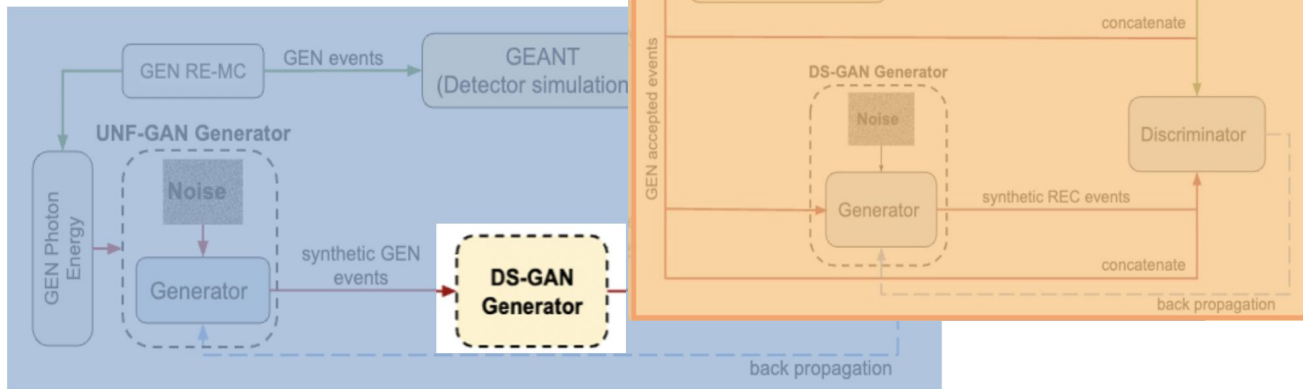 GEN RE-MC
GEN events
GEANT
(Detector simulation
UNF-GAN Generator
Noise
GEN Photon
Energy
Generator
synthetic GEN
events
DS-GAN
Generator
back propagation
GEN accepted events
concatenate
DS-GAN Generator
Noise
Generator
synthetic REC events
Discriminator
concatenate
back propagation